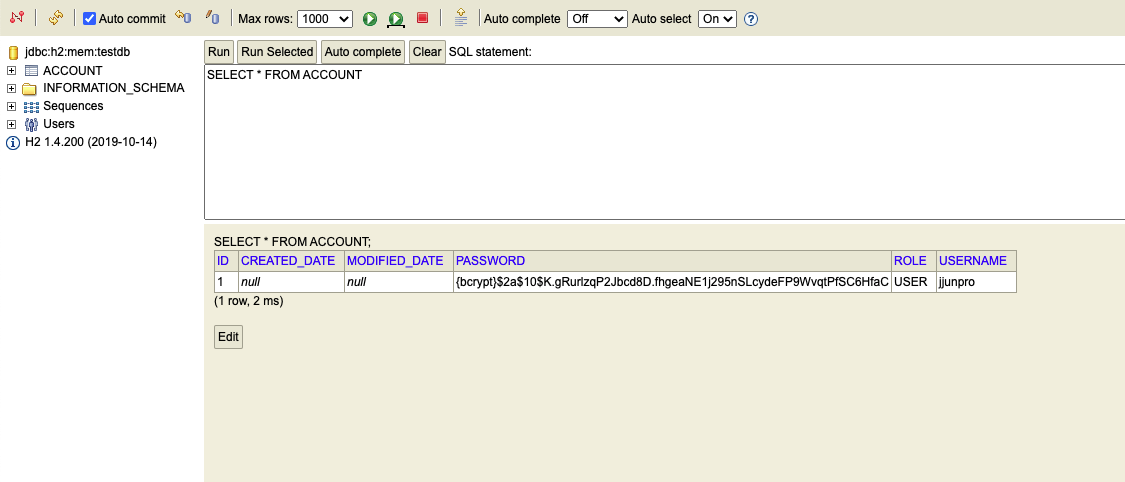 Auto commit Max rows: 1000 Auto complete Off Auto select On ?
jdbc:h2:mem:testdb
ACCOUNT
INFORMATION_SCHEMA
Sequences
Users
H2 1.4.200 (2019-10-14)
Run Run Selected Auto complete Clear SQL statement:
SELECT * FROM ACCOUNT
SELECT * FROM ACCOUNT;
ID CREATED_DATE MODIFIED_DATE PASSWORD ROLE USERNAME
1 null null {bcrypt}$2a$10$K.gRurlzqP2Jbcd8D.fhgeaNE1j295nSLcydeFP9WvqtPfSC6HfaC USER jjunpro
(1 row, 2 ms)
Edit